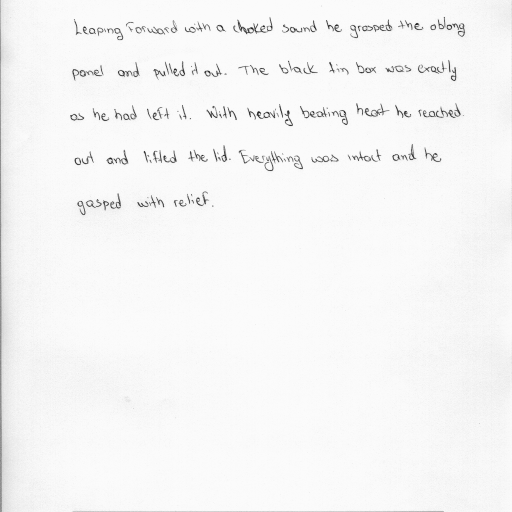 Leaping forward with a choked sound he grasped the oblong
panel and pulled it out. The black tin box was exactly
as he had left it. With heavily beating heart he reached
out and lifted the lid. Everything was intact and he
gasped with relief.